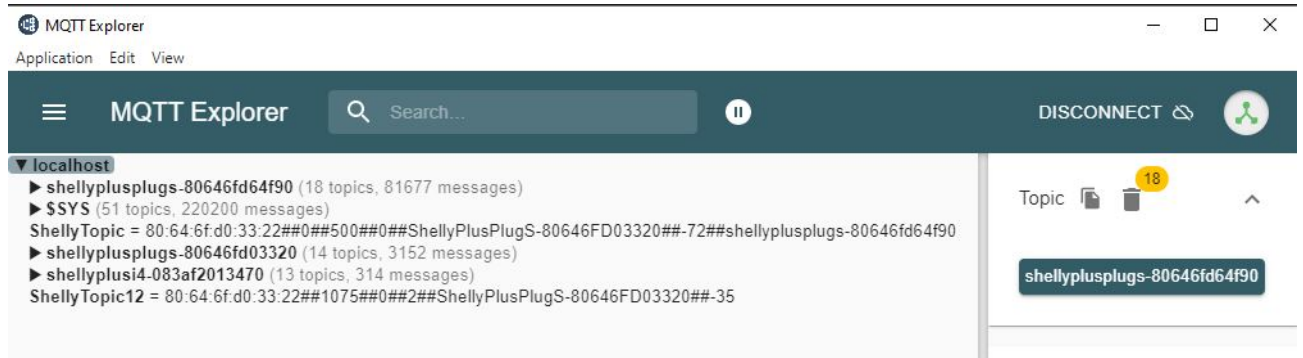 MQTT Explorer
Application Edit View
MQTT Explorer
Search...
DISCONNECT
▼ localhost
▶ shellyplusplugs-80646fd64f90 (18 topics, 81677 messages)
▶ $SYS (51 topics, 220200 messages)
ShellyTopic = 80:64:6f:d0:33:22##0##500##0##ShellyPlusPlugS-80646FD03320##-72##shellyplusplugs-80646fd64f90
▶ shellyplusplugs-80646fd03320 (14 topics, 3152 messages)
▶ shellyplusi4-083af2013470 (13 topics, 314 messages)
ShellyTopic12 = 80:64:6f:d0:33:22##1075##0##2##ShellyPlusPlugS-80646FD03320##-35
Topic 18
shellyplusplugs-80646fd64f90